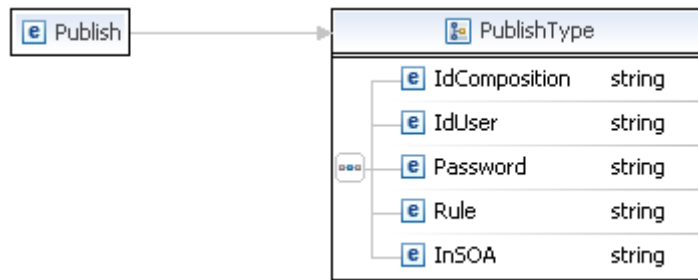 e Publish
PublishType
e IdComposition string
e IdUser string
e Password string
e Rule string
e InSOA string